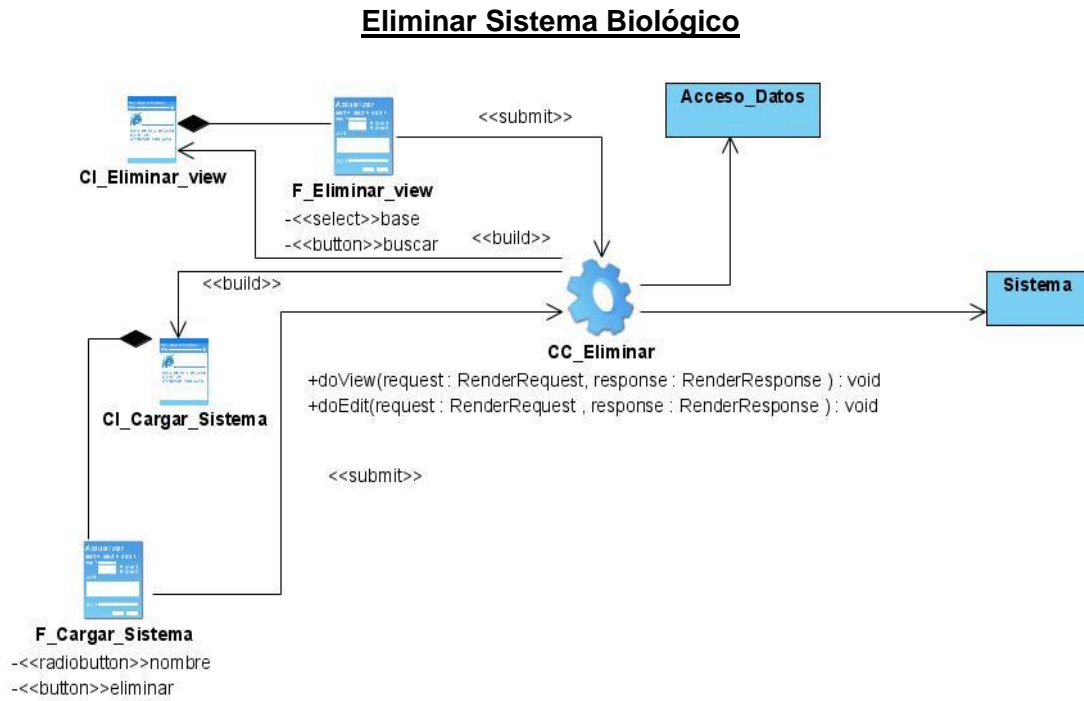 Eliminar Sistema Biológico
Acceso_Datos
<<submit>>
CI_Eliminar_view
F_Eliminar_view
-<<select>>base
-<<button>>buscar
<<build>>
<<build>>
Sistema
CC_Eliminar
+doView(request : RenderRequest, response : RenderResponse ) : void
+doEdit(request : RenderRequest , response : RenderResponse ) : void
CI_Cargar_Sistema
<<submit>>
F_Cargar_Sistema
-<<radiobutton>>nombre
-<<button>>eliminar